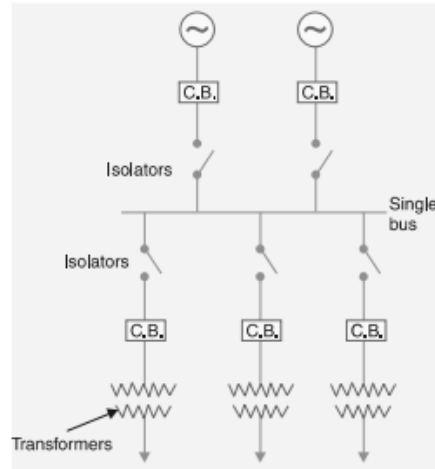 C.B. C.B.
Isolators
Single
bus
Isolators
C.B. C.B. C.B.
Transformers